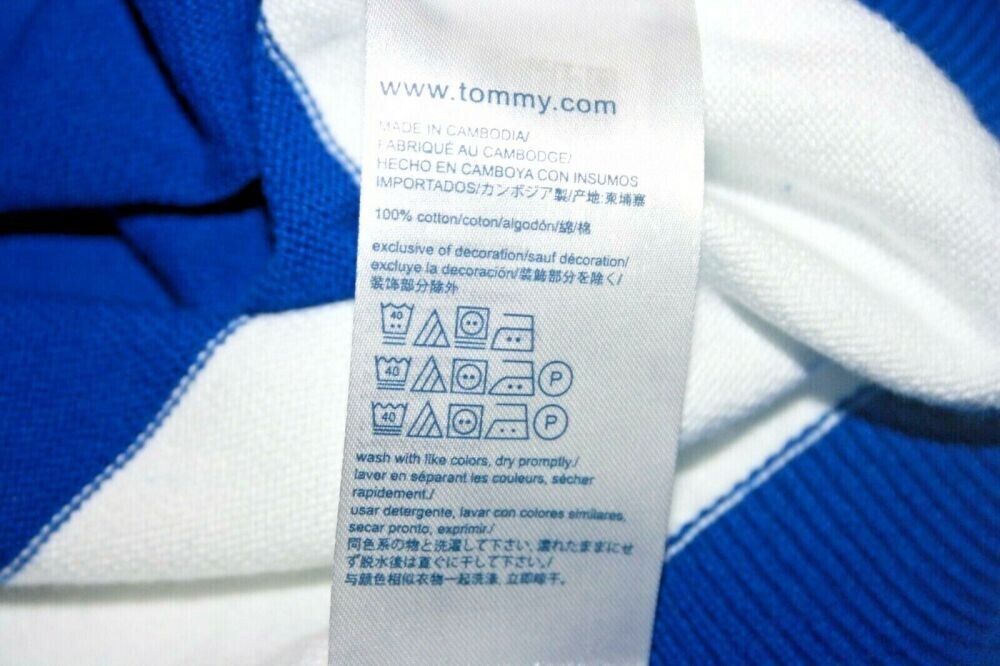 www.tommy.com
MADE IN CAMBODIA/
FABRIQUÉ AU CAMBODGE/
HECHO EN CAMBOYA CON INSUMOS
IMPORTADOS/カンボジア製/产地:柬埔寨
100% cotton/coton/algodón/綿/棉
exclusive of decoration/sauf décoration/
excluye la decoración/装飾部分を除く/
装饰部分除外
40
40 P
40 P
wash with like colors, dry promptly./
laver en séparant les couleurs, sécher
rapidement./
usar detergente, lavar con colores similares,
secar pronto, exprimir./
同色系の物と洗濯して下さい,濡れたままにせ
ず脱水後は直ぐに干して下さい./
与颜色相似衣物一起洗涤,立即晾干。